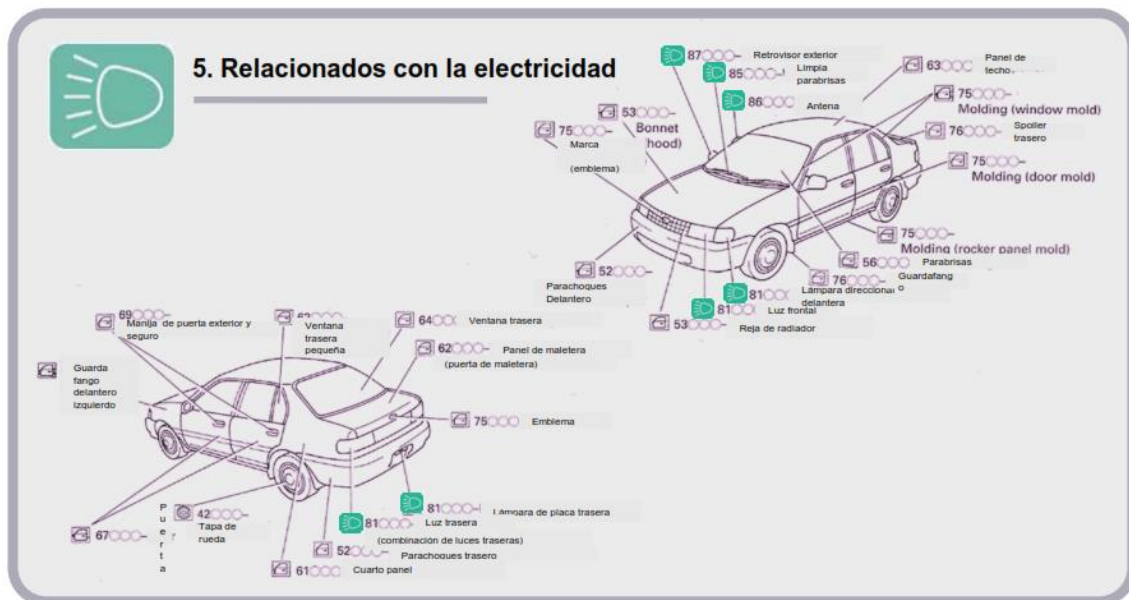 5. Relacionados con la electricidad
87○○○– Retrovisor exterior
85○○○– Limpia
parabrisas
86○○○ Antena
63○○○ Panel de
techo
53○○○–
Bonnet
hood)
75○○○–
Marca
(emblema)
75○○○–
Molding (window mold)
76○○○– Spoiler
trasero
75○○○–
Molding (door mold)
75○○○–
Molding (rocker panel mold)
56○○○ Parabrisas
76○○○– Guardafang
o
52○○○–
Parachoques
Delantero
81○○ Lámpara direccional
delantera
81○○ Luz frontal
53○○○– Reja de radiador
69○○○–
Manija de puerta exterior y
seguro
Ventana
trasera
pequeña
64○○ Ventana trasera
62○○○– Panel de maletera
(puerta de maletera)
Guarda
fango
delantero
izquierdo
75○○○ Emblema
67○○○–
Puerta
42○○○–
Tapa de
rueda
81○○○– Lámpara de placa trasera
81○○○ Luz trasera
(combinación de luces traseras)
52○○○– Parachoques trasero
61○○○ Cuarto panel